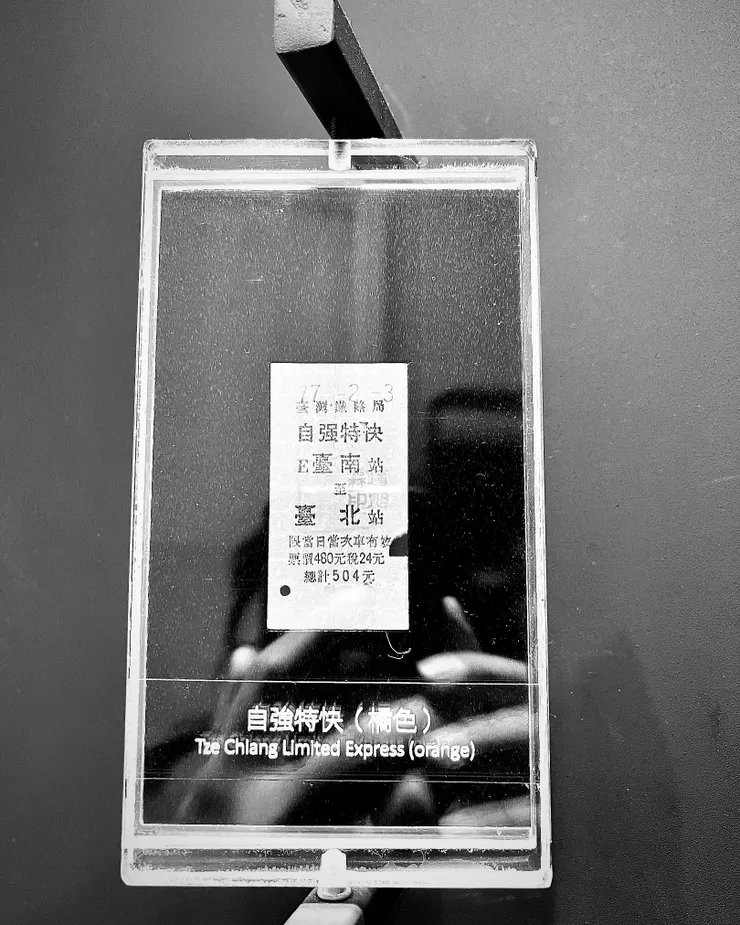 77 -2 -3
臺灣鐵路局
自强特快
E臺南站
至
臺北站
限當日當次車有效
票價480元稅24元
總計504元
自強特快（橘色）
Tze Chiang Limited Express (orange)